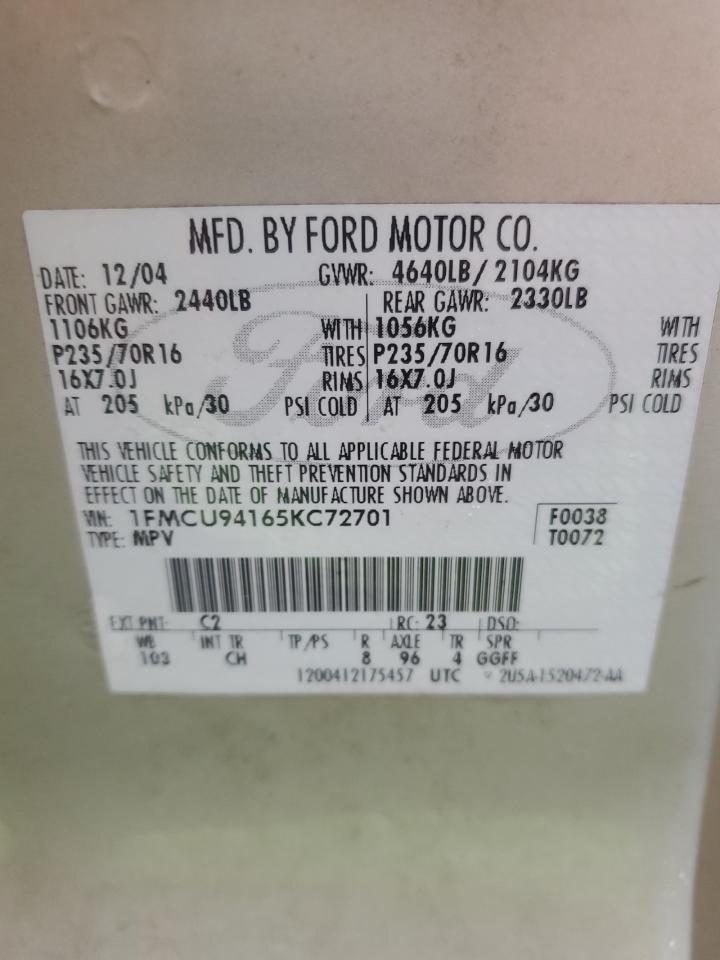 MFD. BY FORD MOTOR CO.
DATE: 12/04 GVWR: 4640LB/ 2104KG
FRONT GAWR: 2440LB REAR GAWR: 2330LB
1106KG WITH 1056KG WITH
P235/70R16 TIRES P235/70R16 TIRES
16X7.0J RIMS 16X7.0J RIMS
AT 205 kPa/30 PSI COLD AT 205 kPa/30 PSI COLD
Ford
THIS VEHICLE CONFORMS TO ALL APPLICABLE FEDERAL MOTOR
VEHICLE SAFETY AND THEFT PREVENTION STANDARDS IN
EFFECT ON THE DATE OF MANUFACTURE SHOWN ABOVE.
VIN: 1FMCU94165KC72701 F0038
TYPE: MPV T0072
EXT PNT: C2 RC: 23 DSO:
WB INT TR TP/PS R AXLE TR SPR
103 CH 8 96 4 GGFF
1200412175457 UTC 2U5A-1520472-AA